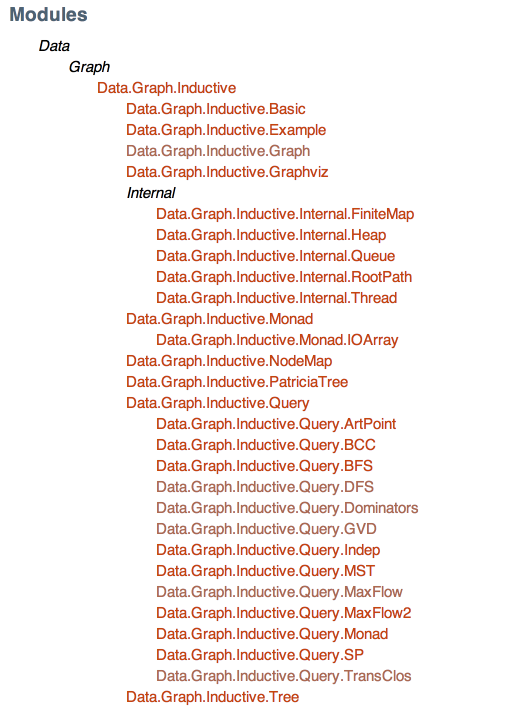 Modules
Data
Graph
Data.Graph.Inductive
Data.Graph.Inductive.Basic
Data.Graph.Inductive.Example
Data.Graph.Inductive.Graph
Data.Graph.Inductive.Graphviz
Internal
Data.Graph.Inductive.Internal.FiniteMap
Data.Graph.Inductive.Internal.Heap
Data.Graph.Inductive.Internal.Queue
Data.Graph.Inductive.Internal.RootPath
Data.Graph.Inductive.Internal.Thread
Data.Graph.Inductive.Monad
Data.Graph.Inductive.Monad.IOArray
Data.Graph.Inductive.NodeMap
Data.Graph.Inductive.PatriciaTree
Data.Graph.Inductive.Query
Data.Graph.Inductive.Query.ArtPoint
Data.Graph.Inductive.Query.BCC
Data.Graph.Inductive.Query.BFS
Data.Graph.Inductive.Query.DFS
Data.Graph.Inductive.Query.Dominators
Data.Graph.Inductive.Query.GVD
Data.Graph.Inductive.Query.Indep
Data.Graph.Inductive.Query.MST
Data.Graph.Inductive.Query.MaxFlow
Data.Graph.Inductive.Query.MaxFlow2
Data.Graph.Inductive.Query.Monad
Data.Graph.Inductive.Query.SP
Data.Graph.Inductive.Query.TransClos
Data.Graph.Inductive.Tree